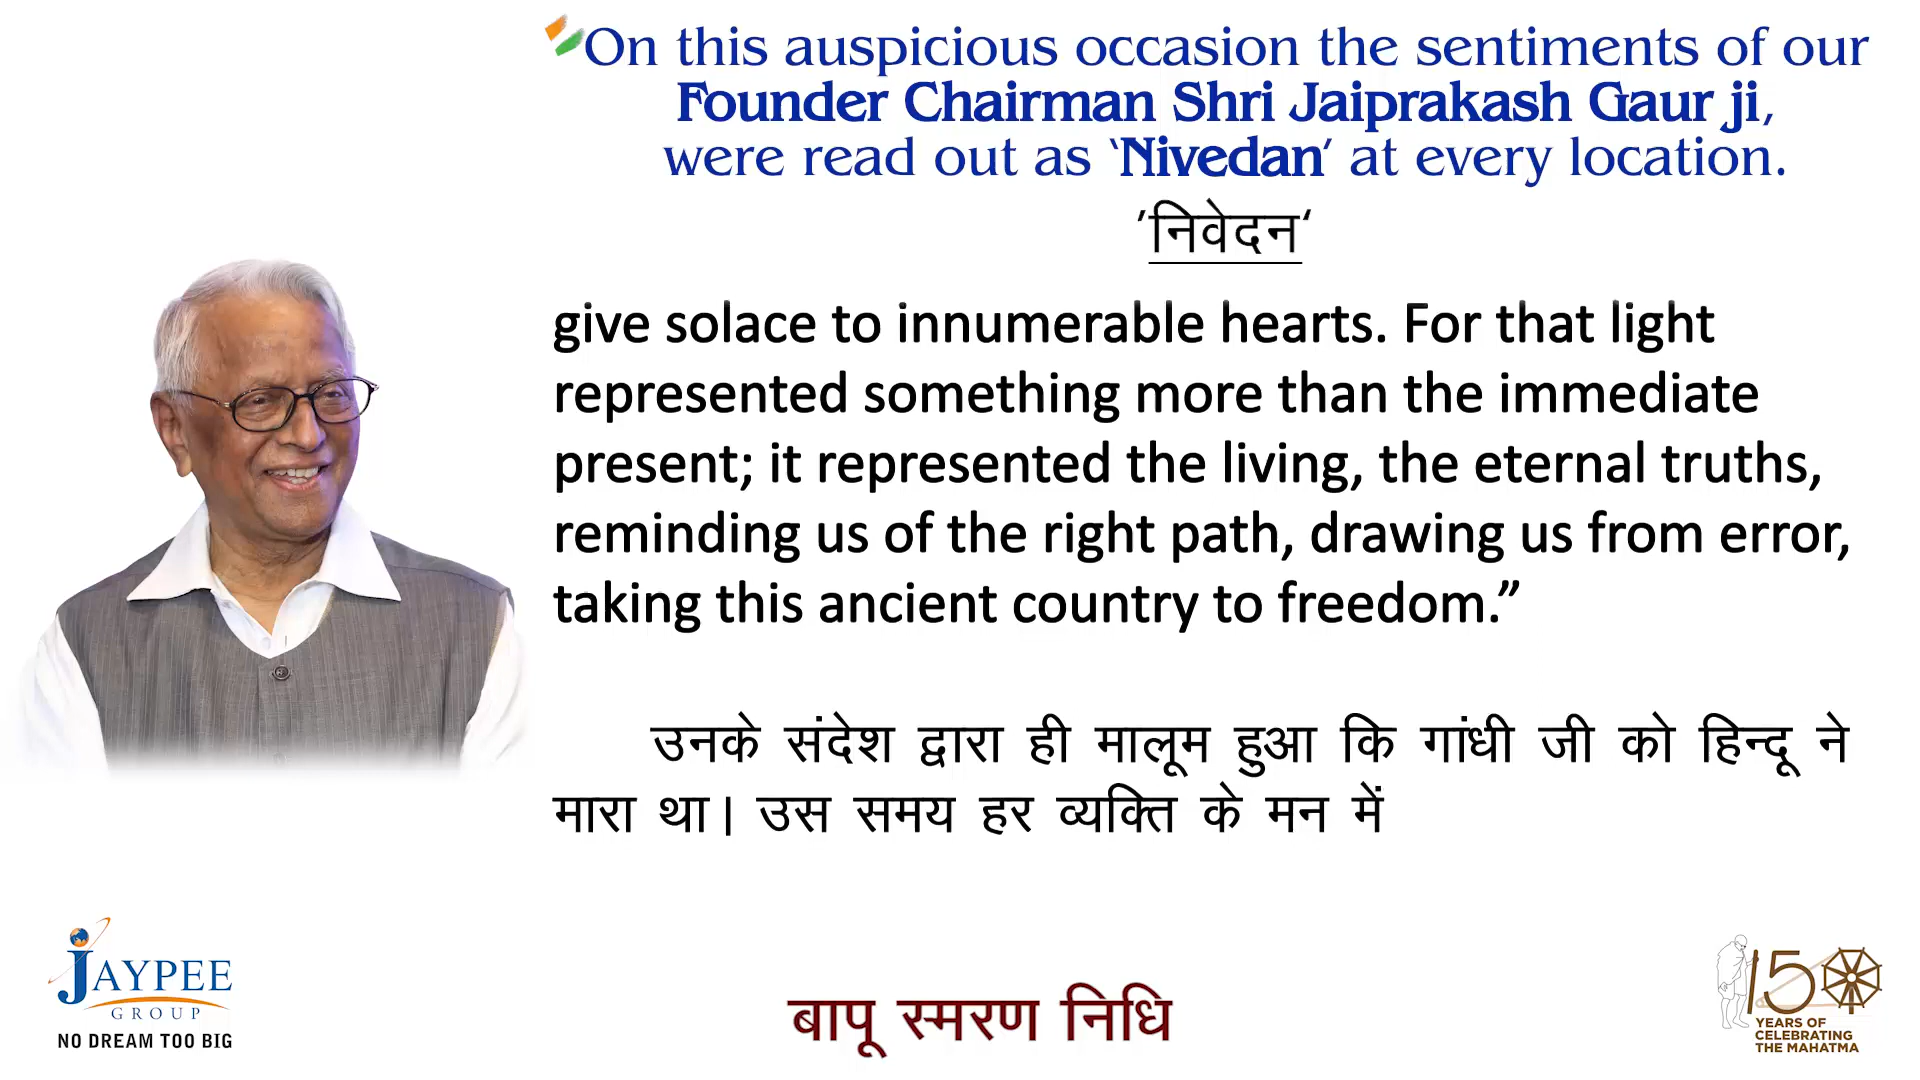 On this auspicious occasion the sentiments of our
Founder Chairman Shri Jaiprakash Gaur ji,
were read out as ‘Nivedan’ at every location.
’निवेदन‘
give solace to innumerable hearts. For that light
represented something more than the immediate
present; it represented the living, the eternal truths,
reminding us of the right path, drawing us from error,
taking this ancient country to freedom.”
उनके संदेश द्वारा ही मालूम हुआ कि गांधी जी को हिन्दू ने
मारा था। उस समय हर व्यक्ति के मन में
JAYPEE
GROUP
NO DREAM TOO BIG
बापू स्मरण निधि
150
YEARS OF
CELEBRATING
THE MAHATMA